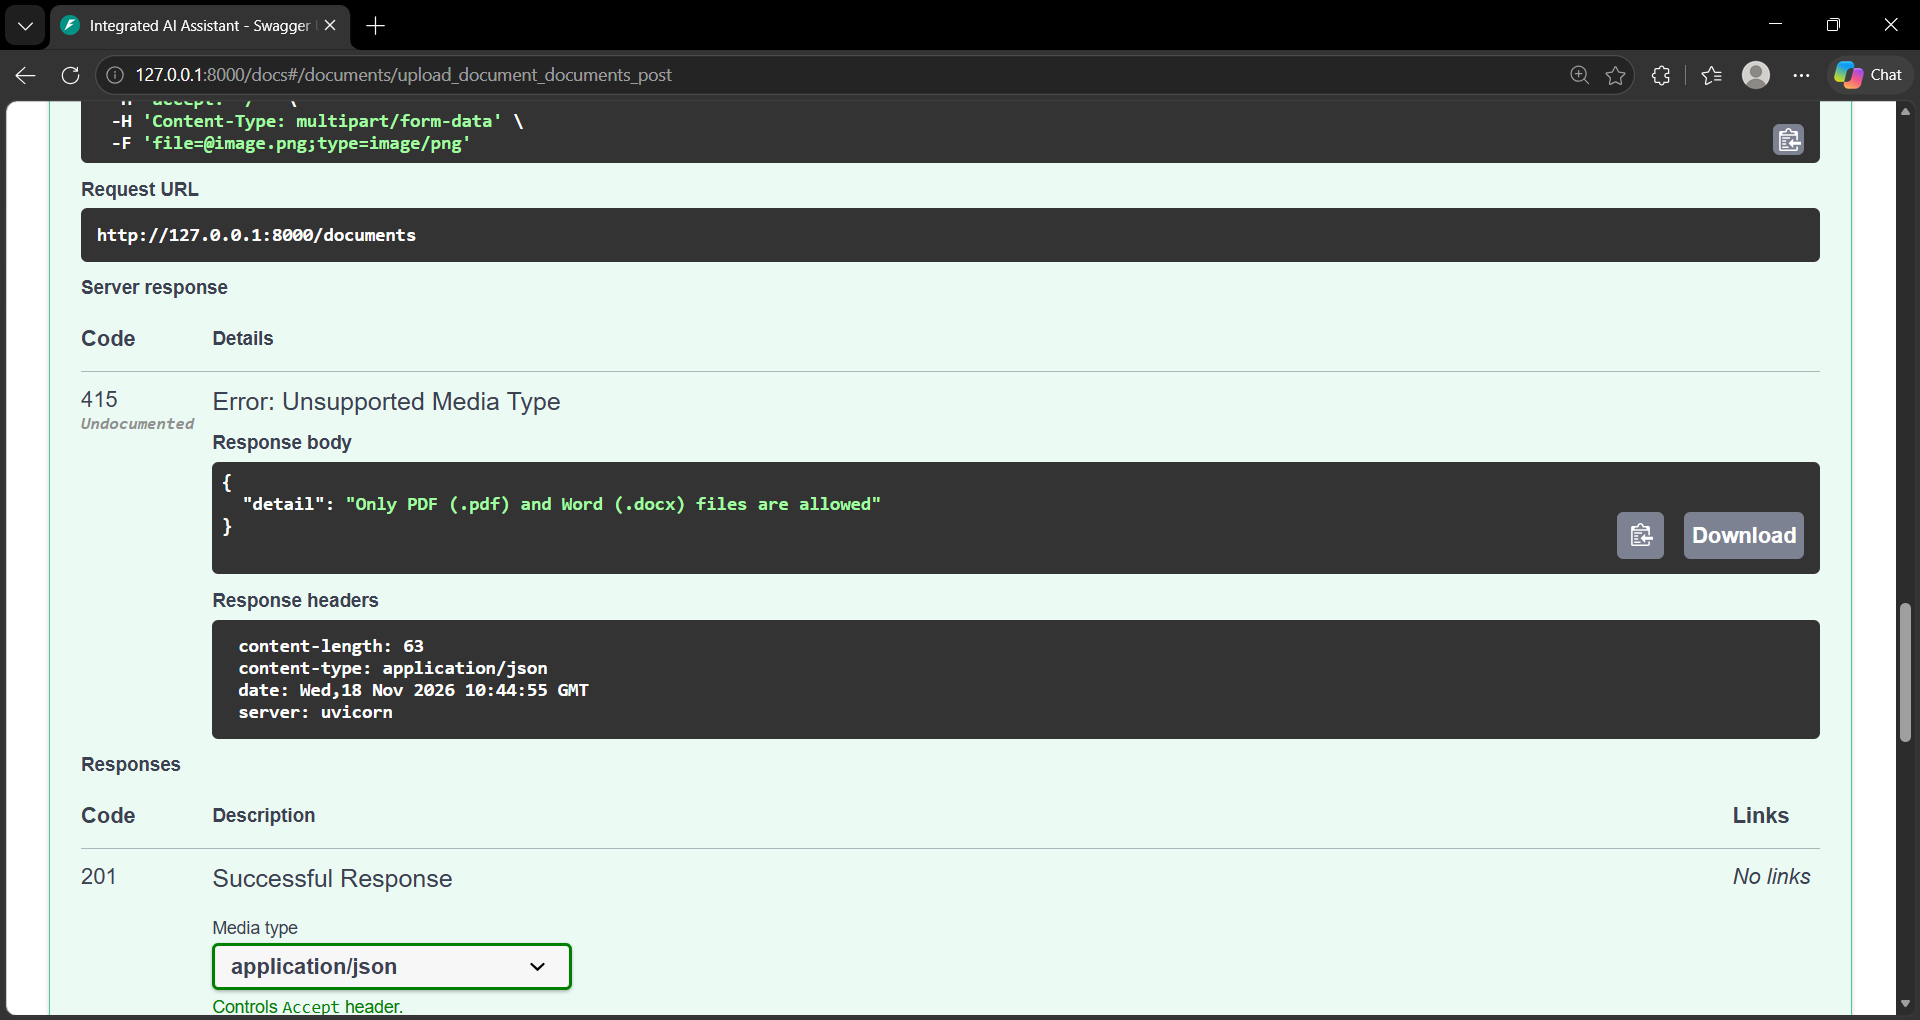 Integrated AI Assistant - Swagger
127.0.0.1:8000/docs#/documents/upload_document_documents_post
Chat
-H 'accept: */*' \
-H 'Content-Type: multipart/form-data' \
-F 'file=@image.png;type=image/png'
Request URL
http://127.0.0.1:8000/documents
Server response
Code Details
415 Error: Unsupported Media Type
Undocumented
Response body
{
"detail": "Only PDF (.pdf) and Word (.docx) files are allowed"
}
Download
Response headers
content-length: 63
content-type: application/json
date: Wed,18 Nov 2026 10:44:55 GMT
server: uvicorn
Responses
Code Description Links
201 Successful Response No links
Media type
application/json
Controls Accept header.